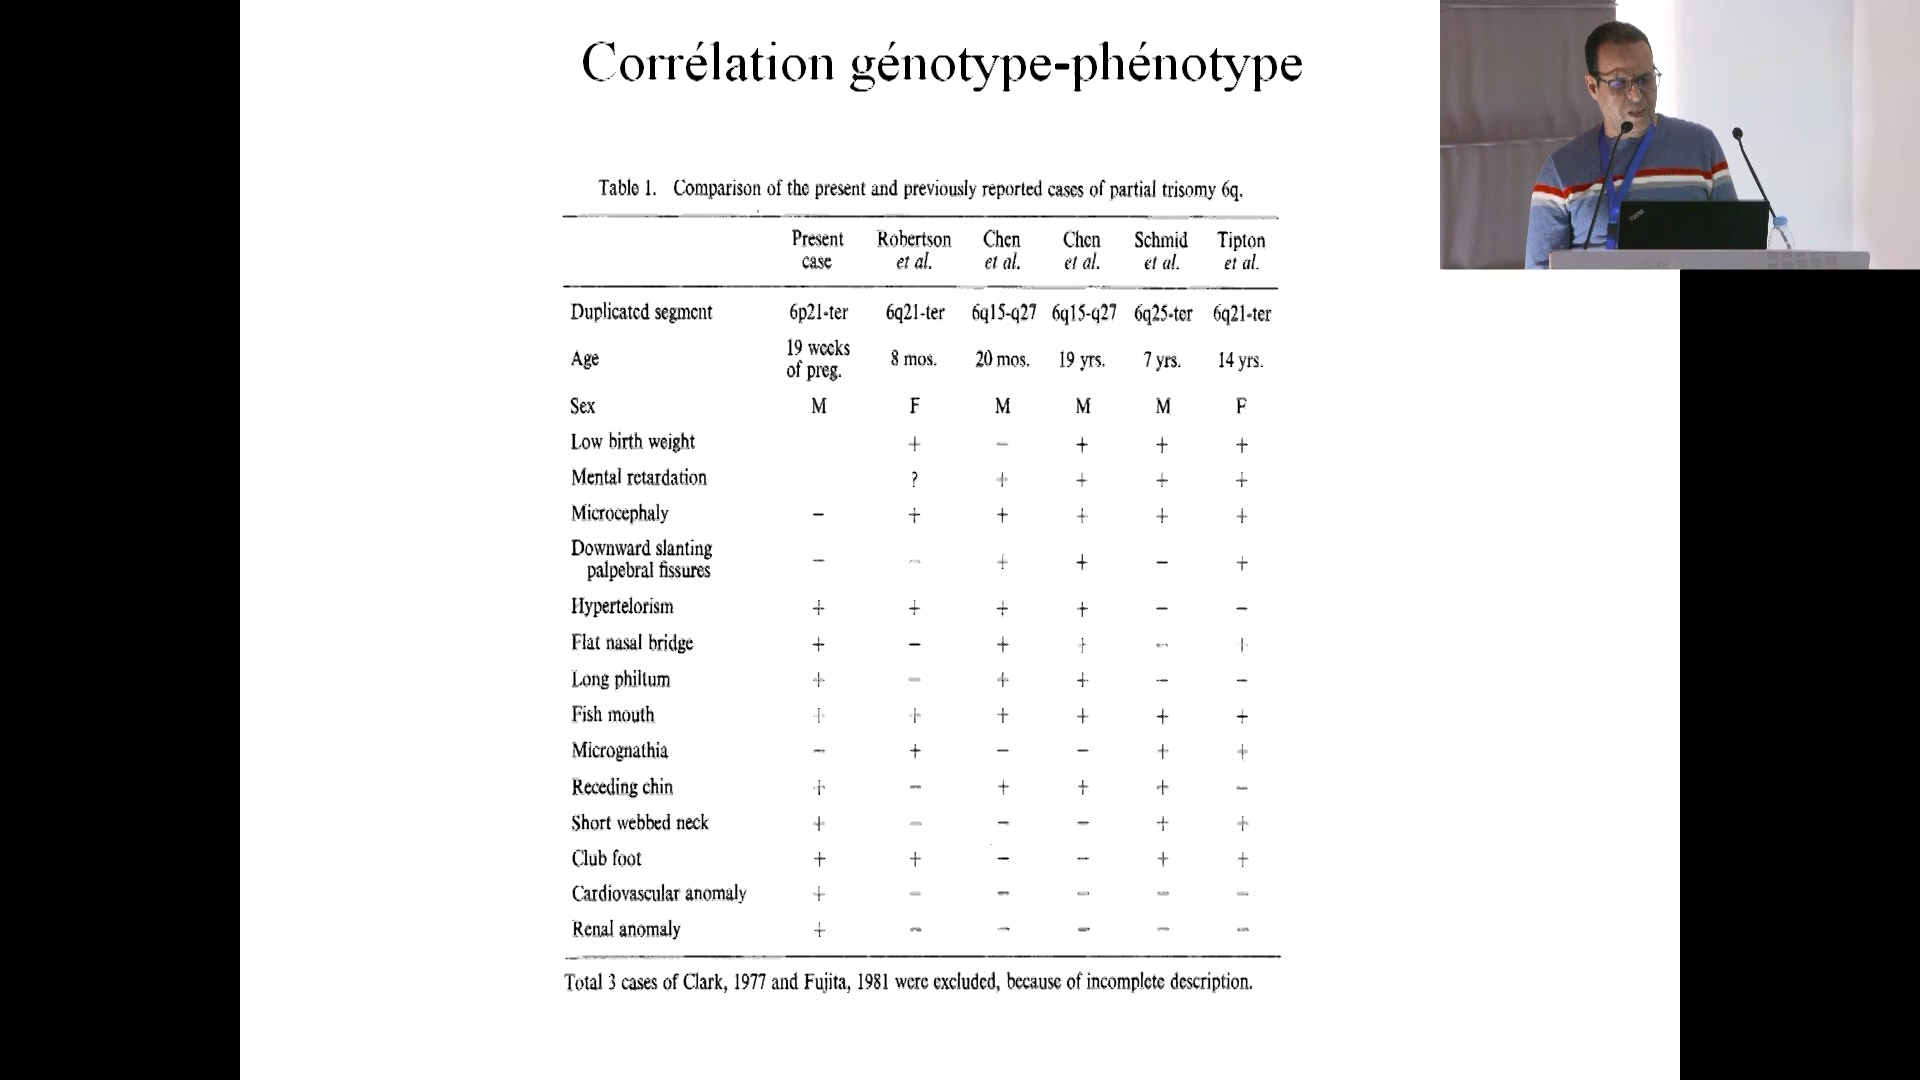 Corrélation génotype-phénotype
Table 1. Comparison of the present and previously reported cases of partial trisomy 6q.
Present case Robertson et al. Chen et al. Chen et al. Schmid et al. Tipton et al.
Duplicated segment 6p21-ter 6q21-ter 6q15-q27 6q15-q27 6q25-ter 6q21-ter
Age 19 weeks of preg. 8 mos. 20 mos. 19 yrs. 7 yrs. 14 yrs.
Sex M F M M M F
Low birth weight + − + + +
Mental retardation ? + + + +
Microcephaly − + + + + +
Downward slanting palpebral fissures − − + + − +
Hypertelorism + + + + − −
Flat nasal bridge + − + + − +
Long philtum + − + + − −
Fish mouth + + + + + +
Micrognathia − + − − + +
Receding chin + − + + + −
Short webbed neck + − − − + +
Club foot + + − − + +
Cardiovascular anomaly + − − − − −
Renal anomaly + − − − − −
Total 3 cases of Clark, 1977 and Fujita, 1981 were excluded, because of incomplete description.